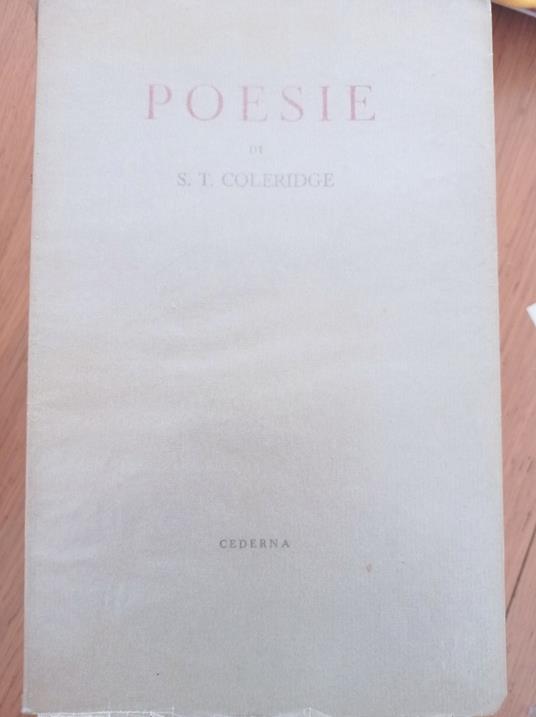 POESIE
DI
S. T. COLERIDGE
CEDERNA